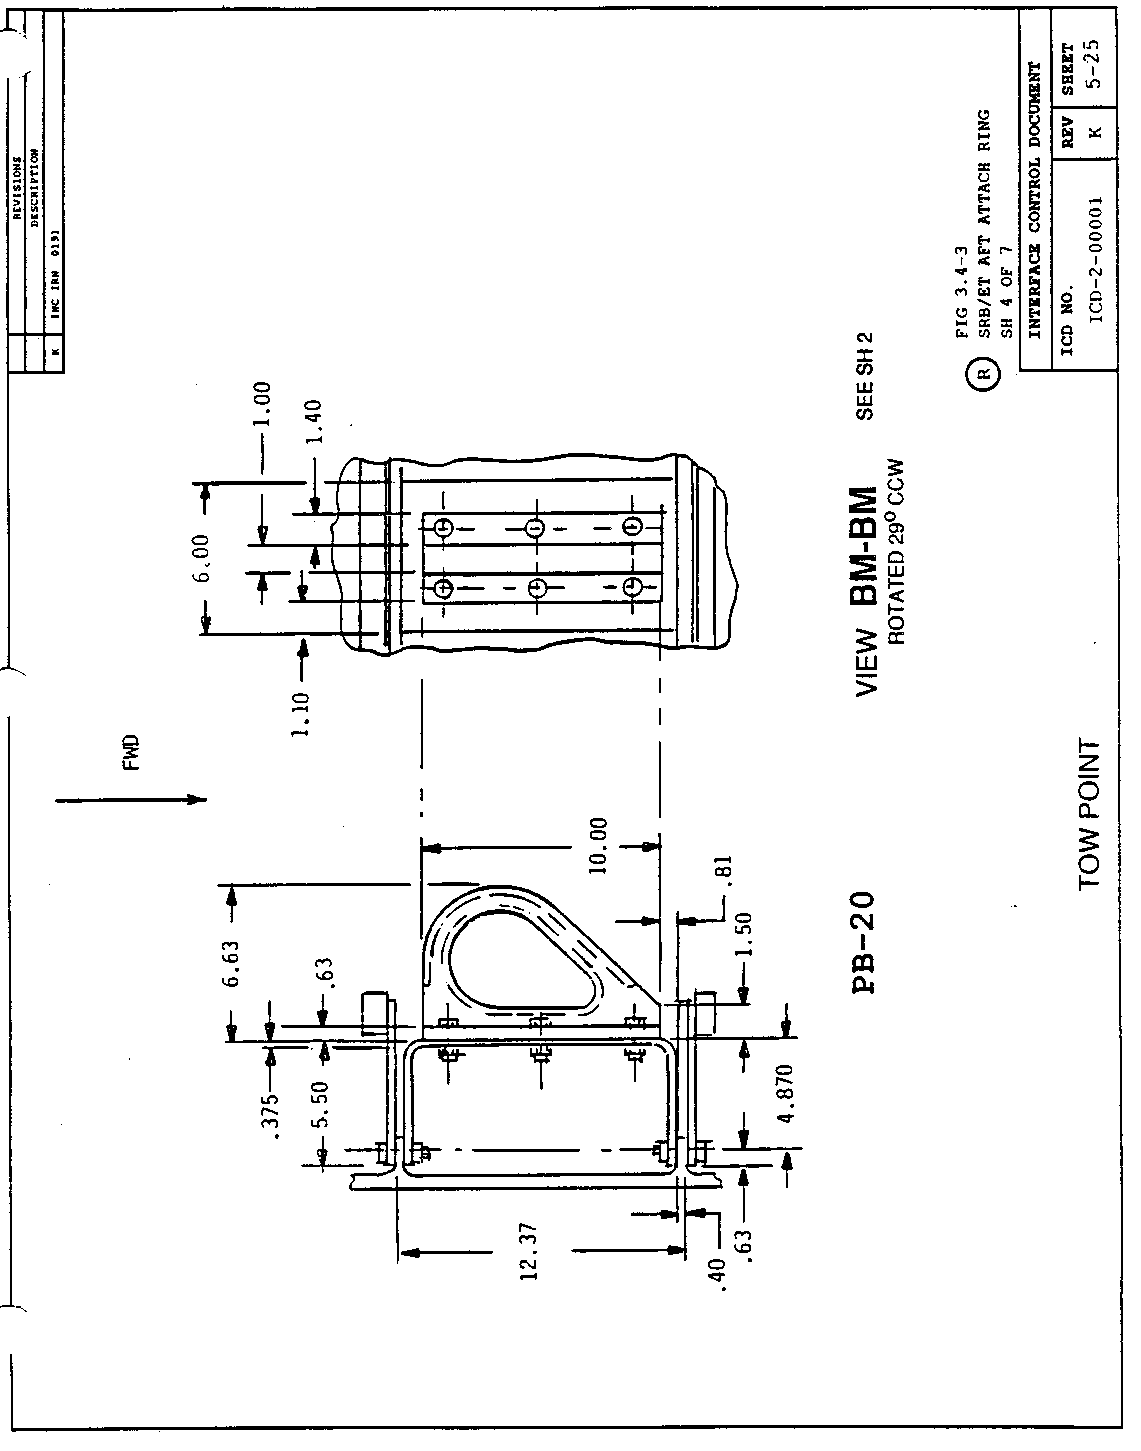 REVISIONS
DESCRIPTION
K INC IRN 0191
FWD
6.63
.63
.375
5.50
12.37
.40
.63
4.870
1.50
.81
10.00
1.10
6.00
1.00
1.40
PB-20
VIEW BM-BM SEE SH 2
ROTATED 29° CCW
TOW POINT
FIG 3.4-3
R SRB/ET AFT ATTACH RING
SH 4 OF 7
INTERFACE CONTROL DOCUMENT
ICD NO. REV SHEET
ICD-2-00001 K 5-25